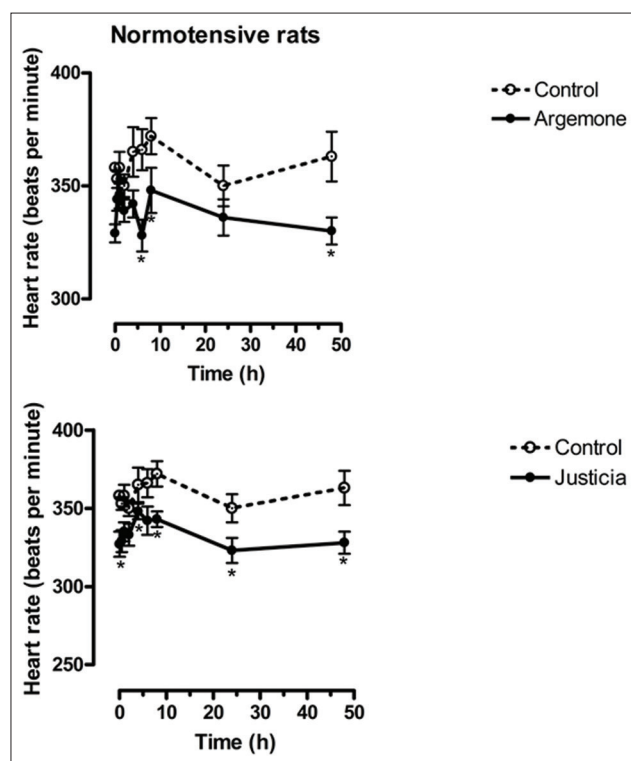 Normotensive rats
400
350
300
Heart rate (beats per minute)
Control
Argemone
*
*
*
0 10 20 30 40 50
Time (h)
400
350
300
250
Heart rate (beats per minute)
Control
Justicia
*
*
*
*
*
0 10 20 30 40 50
Time (h)